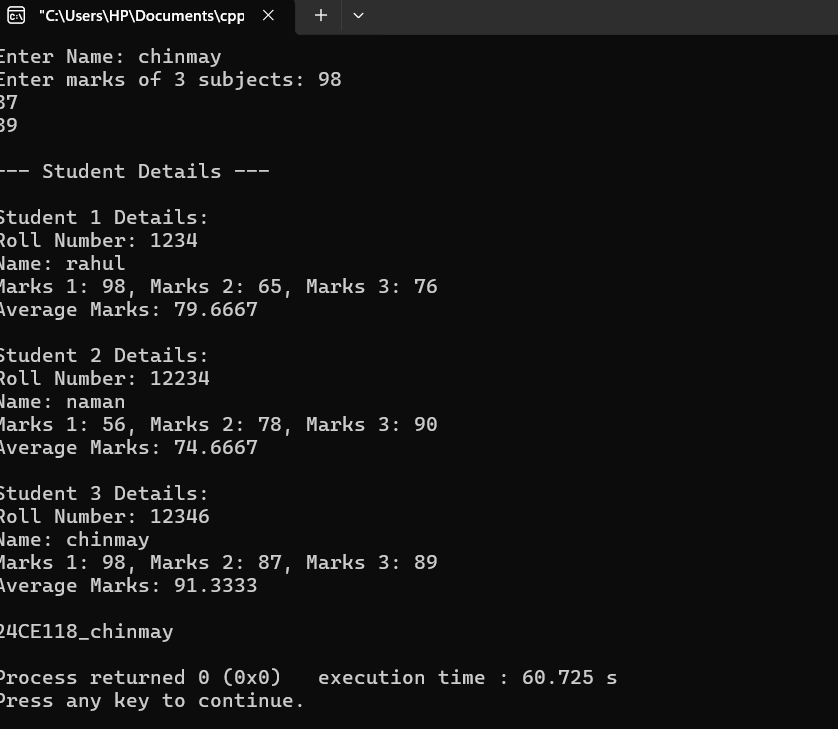 "C:\Users\HP\Documents\cpp
Enter Name: chinmay
Enter marks of 3 subjects: 98
87
89
--- Student Details ---
Student 1 Details:
Roll Number: 1234
Name: rahul
Marks 1: 98, Marks 2: 65, Marks 3: 76
Average Marks: 79.6667
Student 2 Details:
Roll Number: 12234
Name: naman
Marks 1: 56, Marks 2: 78, Marks 3: 90
Average Marks: 74.6667
Student 3 Details:
Roll Number: 12346
Name: chinmay
Marks 1: 98, Marks 2: 87, Marks 3: 89
Average Marks: 91.3333
24CE118_chinmay
Process returned 0 (0x0)   execution time : 60.725 s
Press any key to continue.